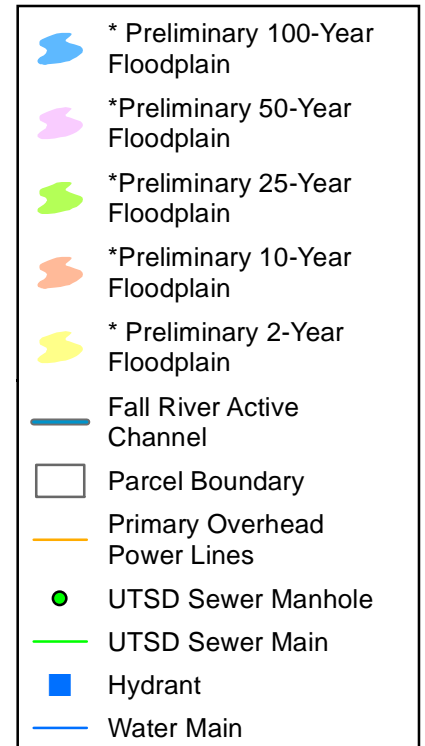 * Preliminary 100-Year
Floodplain
*Preliminary 50-Year
Floodplain
*Preliminary 25-Year
Floodplain
*Preliminary 10-Year
Floodplain
* Preliminary 2-Year
Floodplain
Fall River Active
Channel
Parcel Boundary
Primary Overhead
Power Lines
UTSD Sewer Manhole
UTSD Sewer Main
Hydrant
Water Main